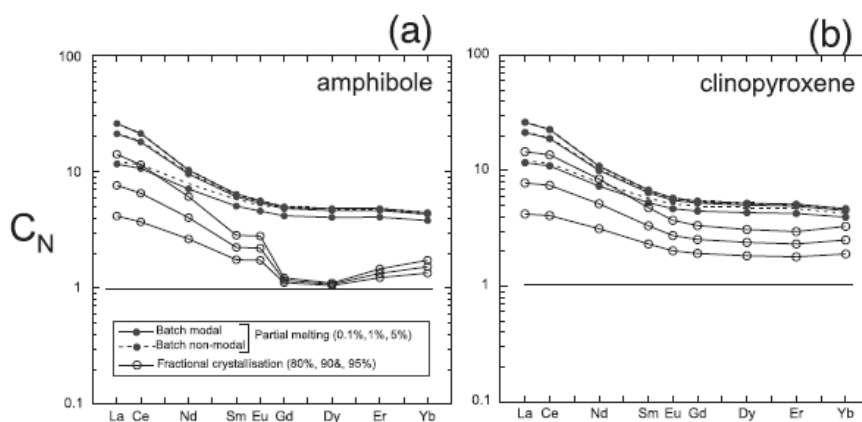 (a)
amphibole
100
10
1
0.1
C_N
Batch modal
Batch non-modal
Partial melting (0.1%, 1%, 5%)
Fractional crystallisation (80%, 90&, 95%)
La Ce Nd Sm Eu Gd Dy Er Yb
(b)
clinopyroxene
100
10
1
0.1
La Ce Nd Sm Eu Gd Dy Er Yb